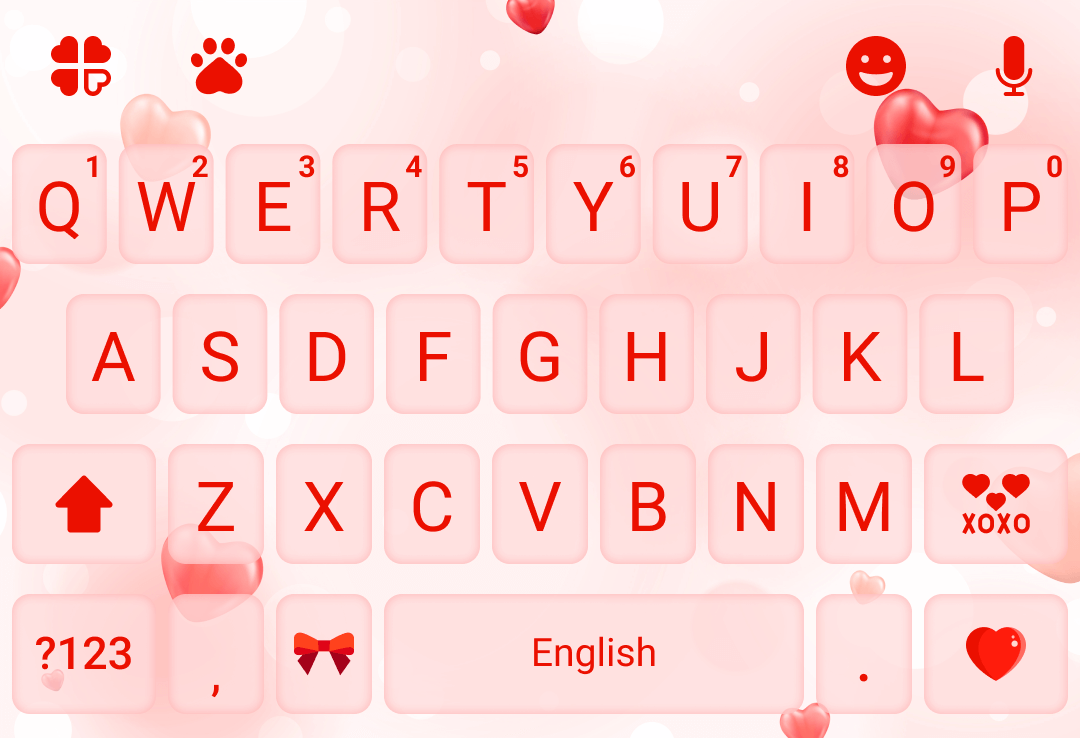 1 2 3 4 5 6 7 8 9 0
Q W E R T Y U I O P
A S D F G H J K L
Z X C V B N M XOXO
?123 , English .